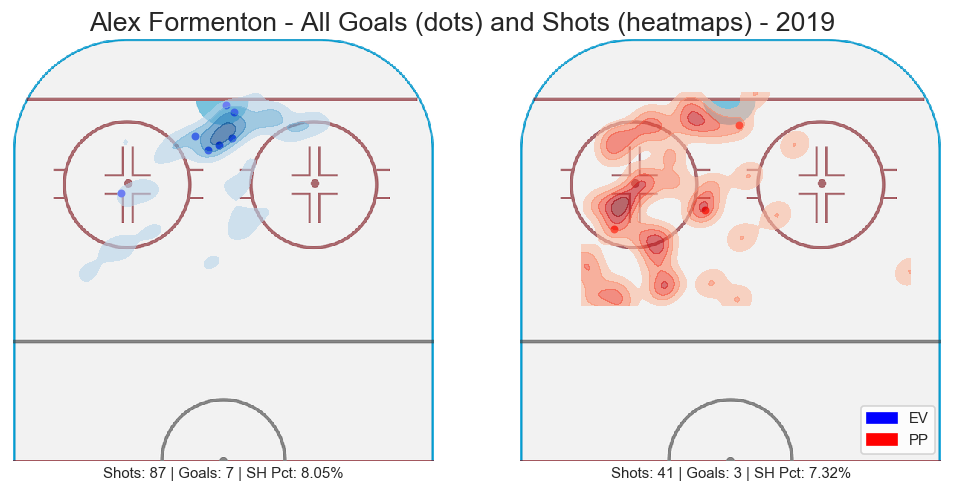 Alex Formenton - All Goals (dots) and Shots (heatmaps) - 2019
EV
PP
Shots: 87 | Goals: 7 | SH Pct: 8.05%
Shots: 41 | Goals: 3 | SH Pct: 7.32%